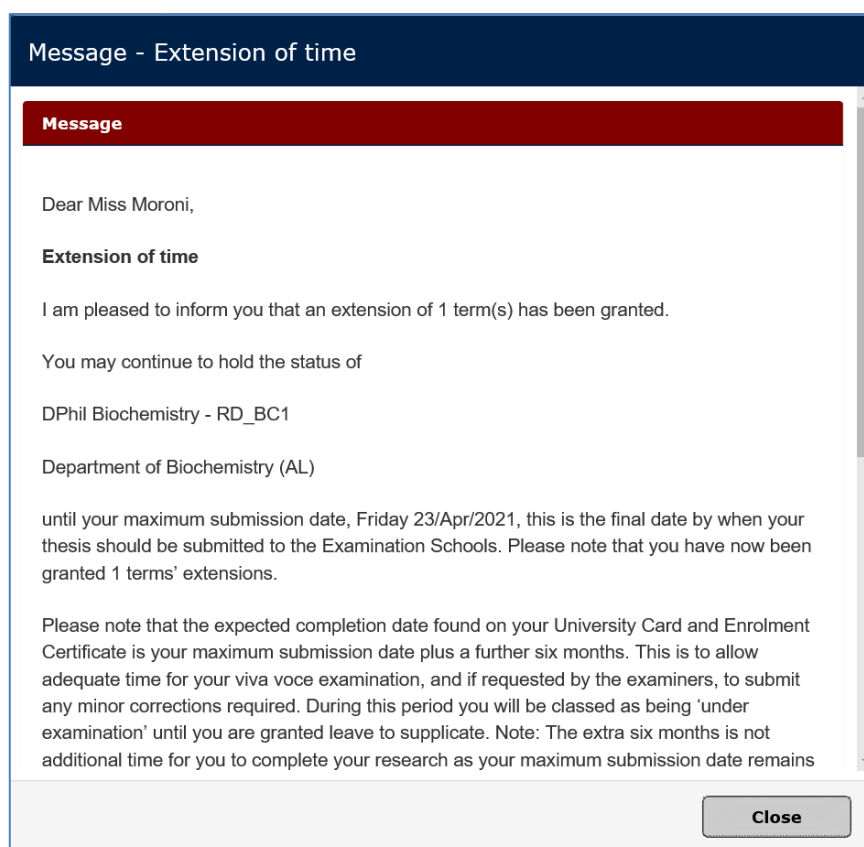 Message - Extension of time
Message
Dear Miss Moroni,
Extension of time
I am pleased to inform you that an extension of 1 term(s) has been granted.
You may continue to hold the status of
DPhil Biochemistry - RD_BC1
Department of Biochemistry (AL)
until your maximum submission date, Friday 23/Apr/2021, this is the final date by when your
thesis should be submitted to the Examination Schools. Please note that you have now been
granted 1 terms’ extensions.
Please note that the expected completion date found on your University Card and Enrolment
Certificate is your maximum submission date plus a further six months. This is to allow
adequate time for your viva voce examination, and if requested by the examiners, to submit
any minor corrections required. During this period you will be classed as being ‘under
examination’ until you are granted leave to supplicate. Note: The extra six months is not
additional time for you to complete your research as your maximum submission date remains
Close